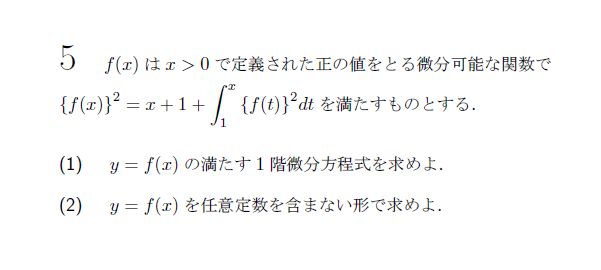 5 f(x) は x > 0 で定義された正の値をとる微分可能な関数で
{f(x)}² = x + 1 + ∫₁ˣ {f(t)}² dt を満たすものとする.
(1) y = f(x) の満たす 1 階微分方程式を求めよ.
(2) y = f(x) を任意定数を含まない形で求めよ.